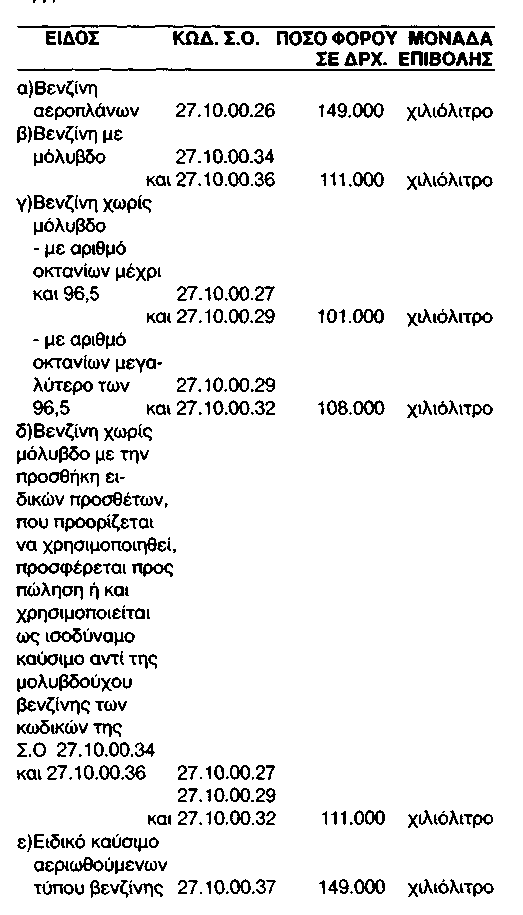 ΕΙΔΟΣ ΚΩΔ. Σ.Ο. ΠΟΣΟ ΦΟΡΟΥ ΜΟΝΑΔΑ
ΣΕ ΔΡΧ. ΕΠΙΒΟΛΗΣ
α)Βενζίνη
αεροπλάνων 27.10.00.26 149.000 χιλιόλιτρο
β)Βενζίνη με
μόλυβδο 27.10.00.34
και 27.10.00.36 111.000 χιλιόλιτρο
γ)Βενζίνη χωρίς
μόλυβδο
- με αριθμό
οκτανίων μέχρι
και 96,5 27.10.00.27
και 27.10.00.29 101.000 χιλιόλιτρο
- με αριθμό
οκτανίων μεγα-
λύτερο των 27.10.00.29
96,5 και 27.10.00.32 108.000 χιλιόλιτρο
δ)Βενζίνη χωρίς
μόλυβδο με την
προσθήκη ει-
δικών προσθέτων,
που προορίζεται
να χρησιμοποιηθεί,
προσφέρεται προς
πώληση ή και
χρησιμοποιείται
ως ισοδύναμο
καύσιμο αντί της
μολυβδούχου
βενζίνης των
κωδικών της
Σ.Ο 27.10.00.34
και 27.10.00.36 27.10.00.27
27.10.00.29
και 27.10.00.32 111.000 χιλιόλιτρο
ε)Ειδικό καύσιμο
αεριωθούμενων
τύπου βενζίνης 27.10.00.37 149.000 χιλιόλιτρο